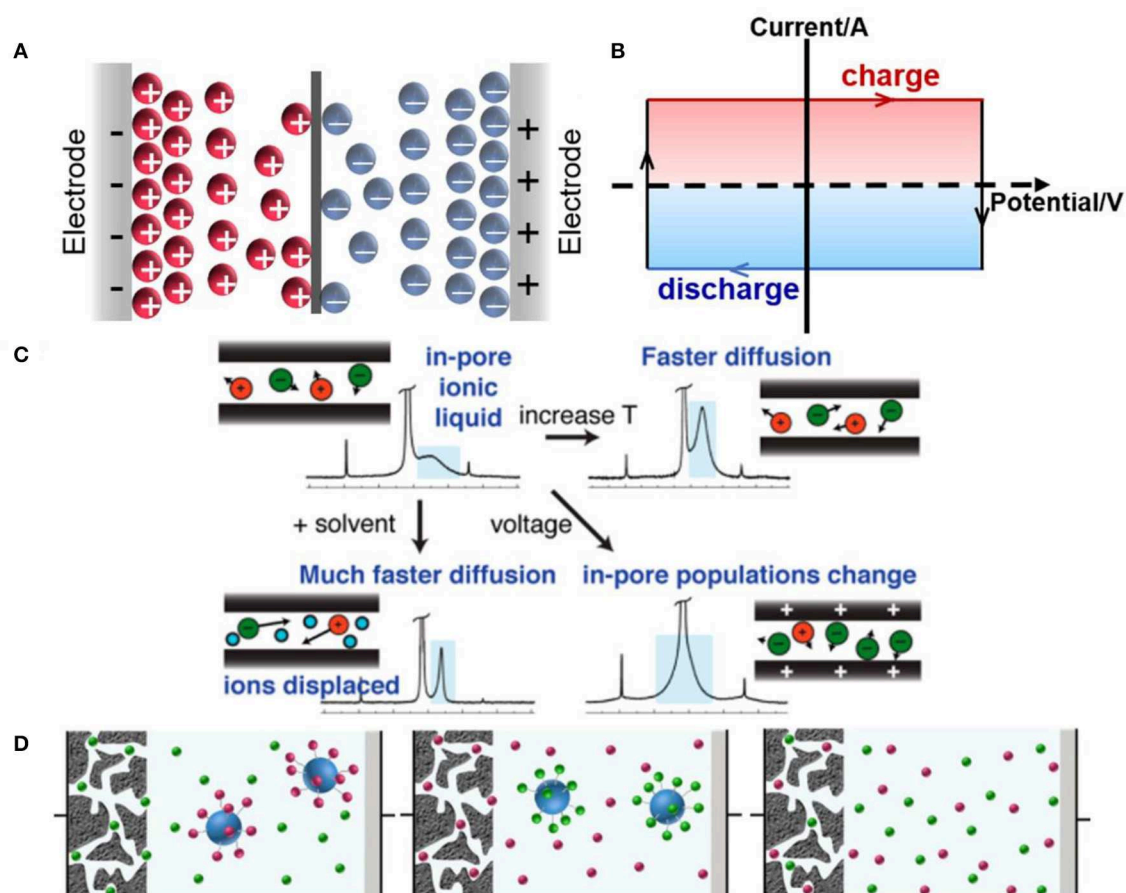 A
Electrode
-
-
-
-
+
+
+
+
Electrode
B
Current/A
charge
Potential/V
discharge
C
in-pore
ionic
liquid
increase T
Faster diffusion
+ solvent
voltage
Much faster diffusion
ions displaced
in-pore populations change
+ + +
+ + +
D